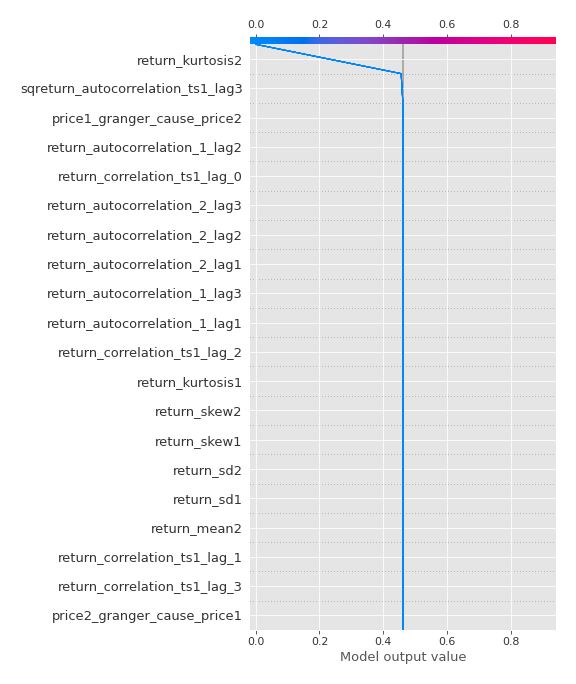 0.0 0.2 0.4 0.6 0.8
return_kurtosis2
sqreturn_autocorrelation_ts1_lag3
price1_granger_cause_price2
return_autocorrelation_1_lag2
return_correlation_ts1_lag_0
return_autocorrelation_2_lag3
return_autocorrelation_2_lag2
return_autocorrelation_2_lag1
return_autocorrelation_1_lag3
return_autocorrelation_1_lag1
return_correlation_ts1_lag_2
return_kurtosis1
return_skew2
return_skew1
return_sd2
return_sd1
return_mean2
return_correlation_ts1_lag_1
return_correlation_ts1_lag_3
price2_granger_cause_price1
0.0 0.2 0.4 0.6 0.8
Model output value